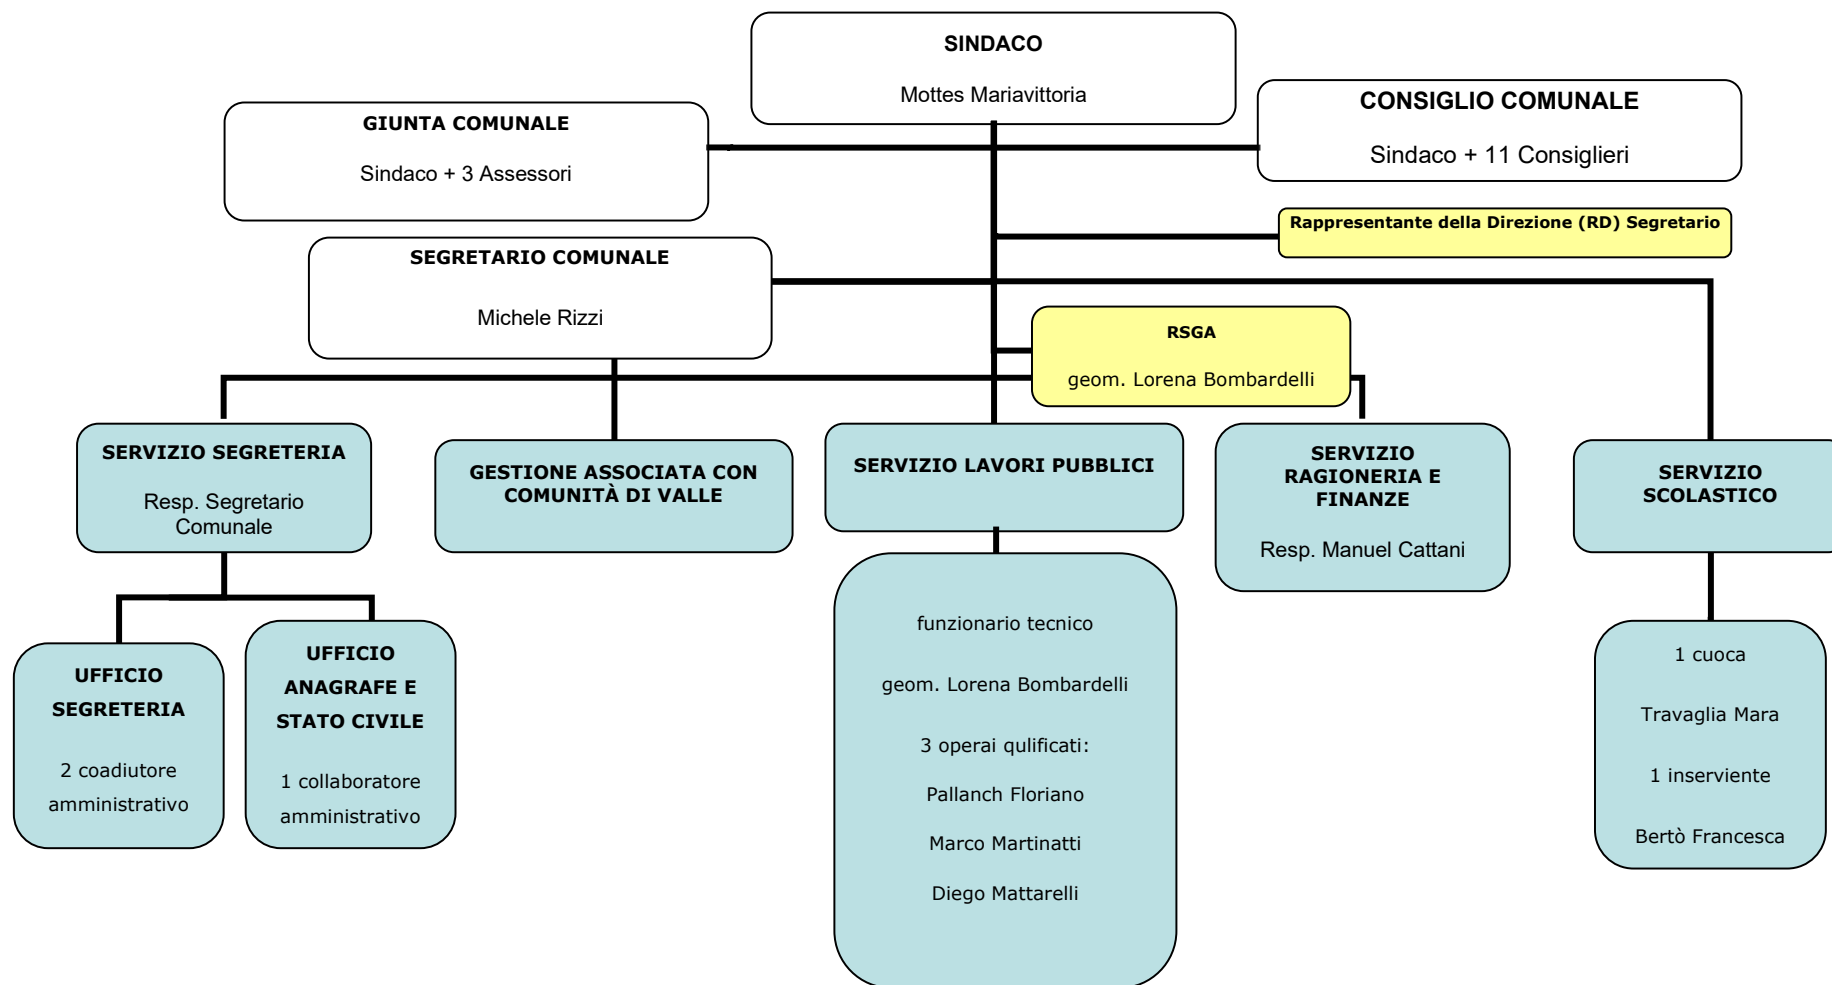 SINDACO
Mottes Mariavittoria
GIUNTA COMUNALE
Sindaco + 3 Assessori
CONSIGLIO COMUNALE
Sindaco + 11 Consiglieri
Rappresentante della Direzione (RD) Segretario
SEGRETARIO COMUNALE
Michele Rizzi
RSGA
geom. Lorena Bombardelli
SERVIZIO SEGRETERIA
Resp. Segretario
Comunale
GESTIONE ASSOCIATA CON
COMUNITÀ DI VALLE
SERVIZIO LAVORI PUBBLICI
SERVIZIO
RAGIONERIA E
FINANZE
Resp. Manuel Cattani
SERVIZIO
SCOLASTICO
UFFICIO
SEGRETERIA
2 coadiutore
amministrativo
UFFICIO
ANAGRAFE E
STATO CIVILE
1 collaboratore
amministrativo
funzionario tecnico
geom. Lorena Bombardelli
3 operai qulificati:
Pallanch Floriano
Marco Martinatti
Diego Mattarelli
1 cuoca
Travaglia Mara
1 inserviente
Bertò Francesca